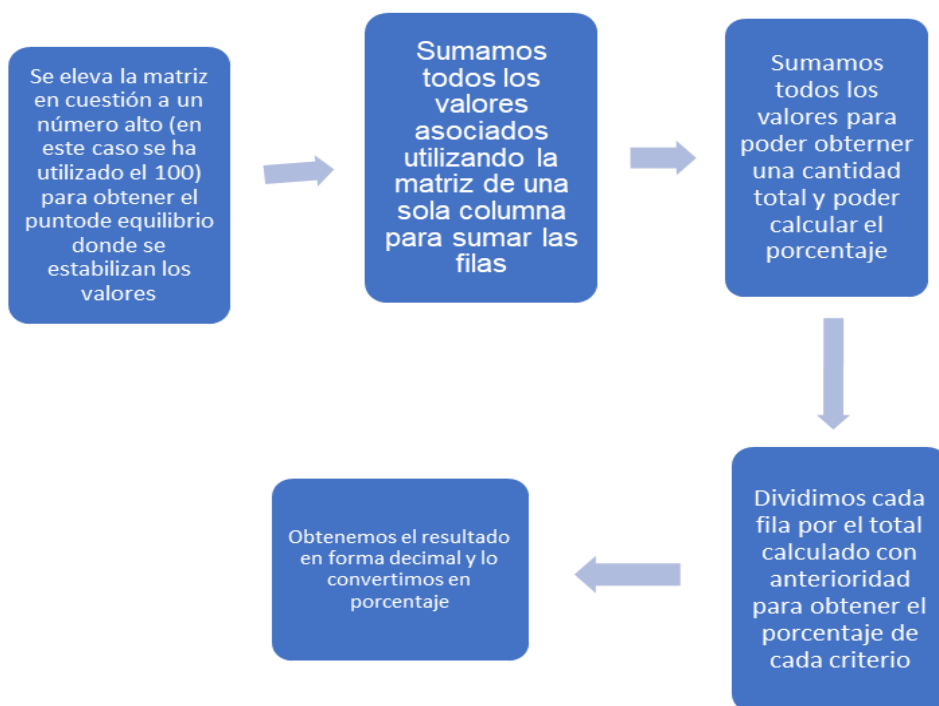 Se eleva la matriz
en cuestión a un
número alto (en
este caso se ha
utilizado el 100)
para obtener el
puntode equilibrio
donde se
estabilizan los
valores
Sumamos
todos los
valores
asociados
utilizando la
matriz de una
sola columna
para sumar las
filas
Sumamos
todos los
valores para
poder obterner
una cantidad
total y poder
calcular el
porcentaje
Dividimos cada
fila por el total
calculado con
anterioridad
para obtener el
porcentaje de
cada criterio
Obtenemos el resultado
en forma decimal y lo
convertimos en
porcentaje